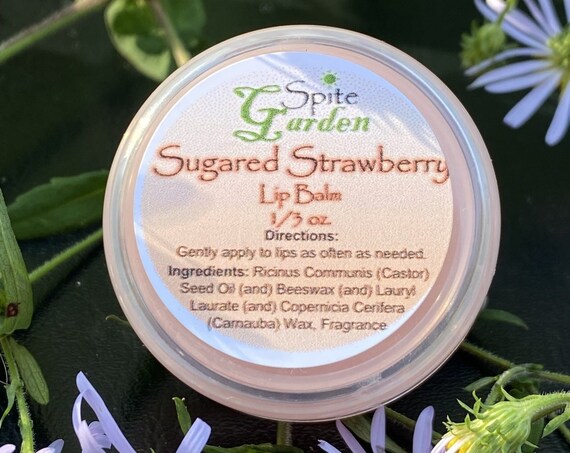 Spite
Garden
Sugared Strawberry
Lip Balm
1/3 oz.
Directions:
Gently apply to lips as often as needed.
Ingredients: Ricinus Communis (Castor)
Seed Oil (and) Beeswax (and) Lauryl
Laurate (and) Copernicia Cerifera
(Carnauba) Wax, Fragrance